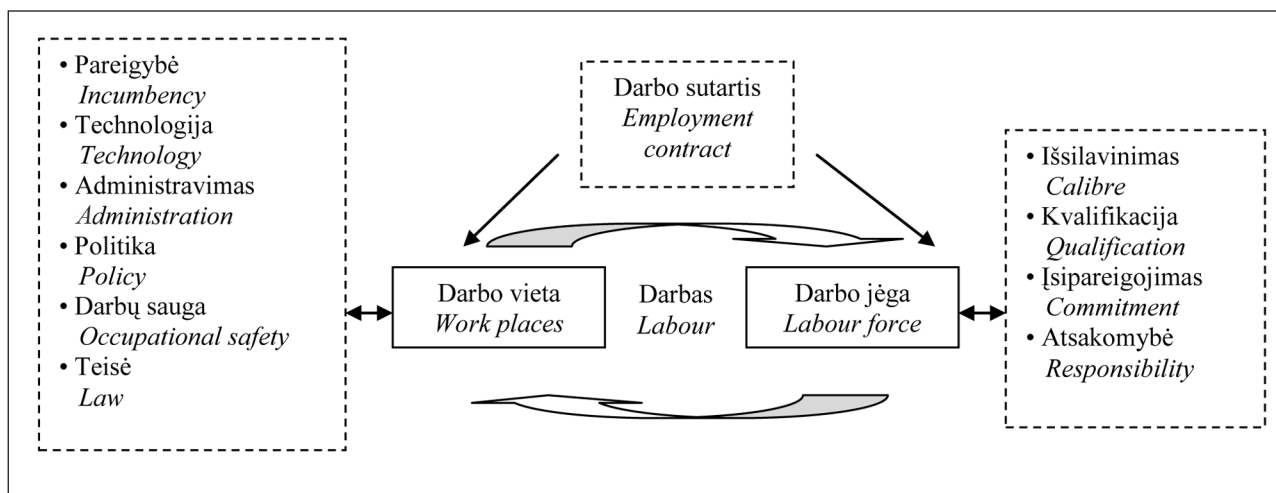 • Pareigybė
Incumbency
• Technologija
Technology
• Administravimas
Administration
• Politika
Policy
• Darbų sauga
Occupational safety
• Teisė
Law
Darbo sutartis
Employment
contract
Darbo vieta
Work places
Darbas
Labour
Darbo jėga
Labour force
• Išsilavinimas
Calibre
• Kvalifikacija
Qualification
• Įsipareigojimas
Commitment
• Atsakomybė
Responsibility